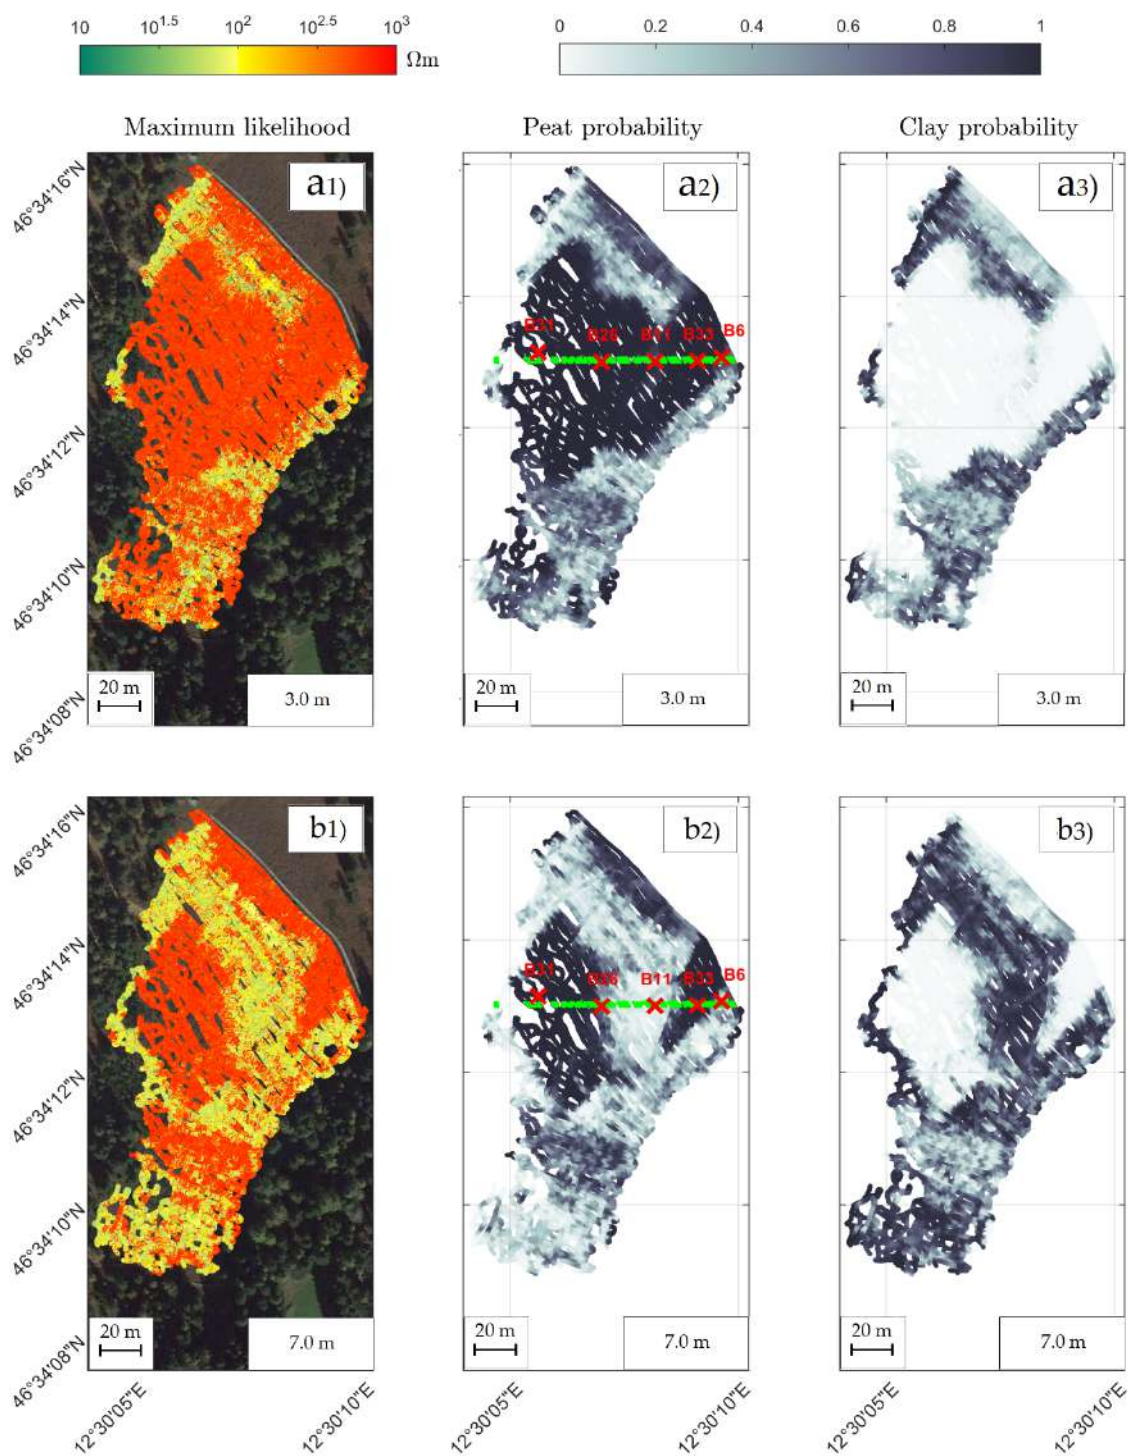 10 10^1.5 10^2 10^2.5 10^3 Ωm
0 0.2 0.4 0.6 0.8 1
Maximum likelihood Peat probability Clay probability
46°34'16"N
46°34'14"N
46°34'12"N
46°34'10"N
46°34'08"N
a1)
20 m
3.0 m
a2)
B31 B26 B11 B33 B6
20 m
3.0 m
a3)
20 m
3.0 m
46°34'16"N
46°34'14"N
46°34'12"N
46°34'10"N
46°34'08"N
b1)
20 m
7.0 m
b2)
B31 B26 B11 B33 B6
20 m
7.0 m
b3)
20 m
7.0 m
12°30'05"E 12°30'10"E
12°30'05"E 12°30'10"E
12°30'05"E 12°30'10"E